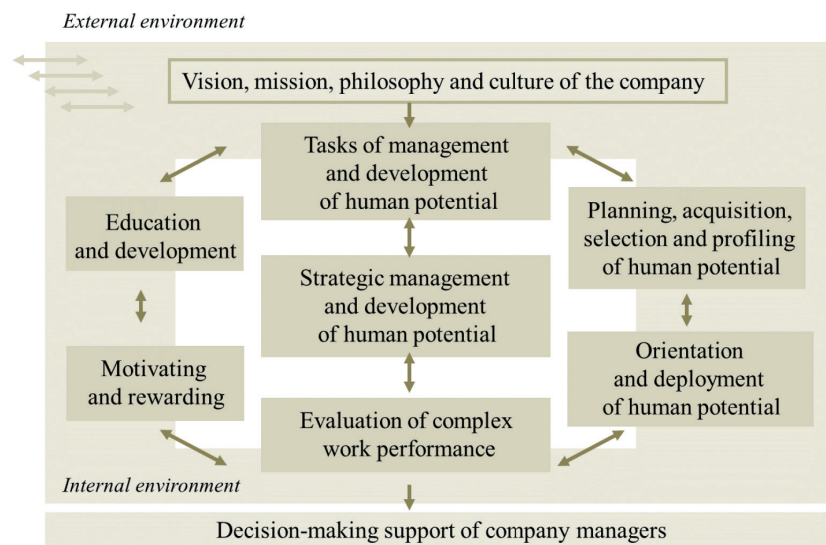 External environment
Vision, mission, philosophy and culture of the company
Tasks of management
and development
of human potential
Education
and development
Planning, acquisition,
selection and profiling
of human potential
Strategic management
and development
of human potential
Motivating
and rewarding
Orientation
and deployment
of human potential
Evaluation of complex
work performance
Internal environment
Decision-making support of company managers